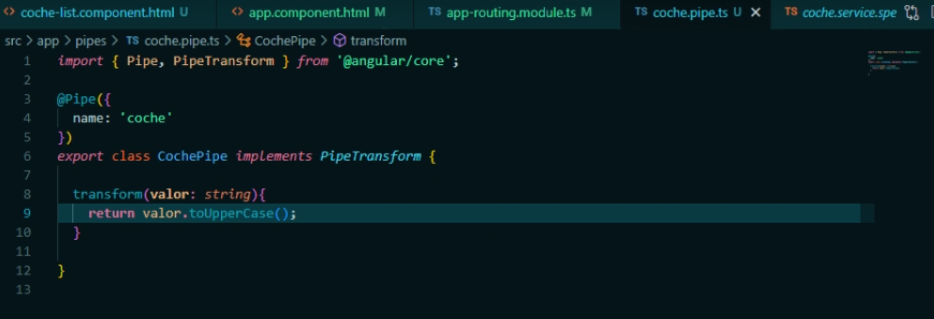 coche-list.component.html U
app.component.html M
TS app-routing.module.ts M
TS coche.pipe.ts U
TS coche.service.spe
src > app > pipes > TS coche.pipe.ts > CochePipe > transform
1 import { Pipe, PipeTransform } from '@angular/core';
2
3 @Pipe({
4 name: 'coche'
5 })
6 export class CochePipe implements PipeTransform {
7
8 transform(valor: string){
9 return valor.toUpperCase();
10 }
11
12 }
13